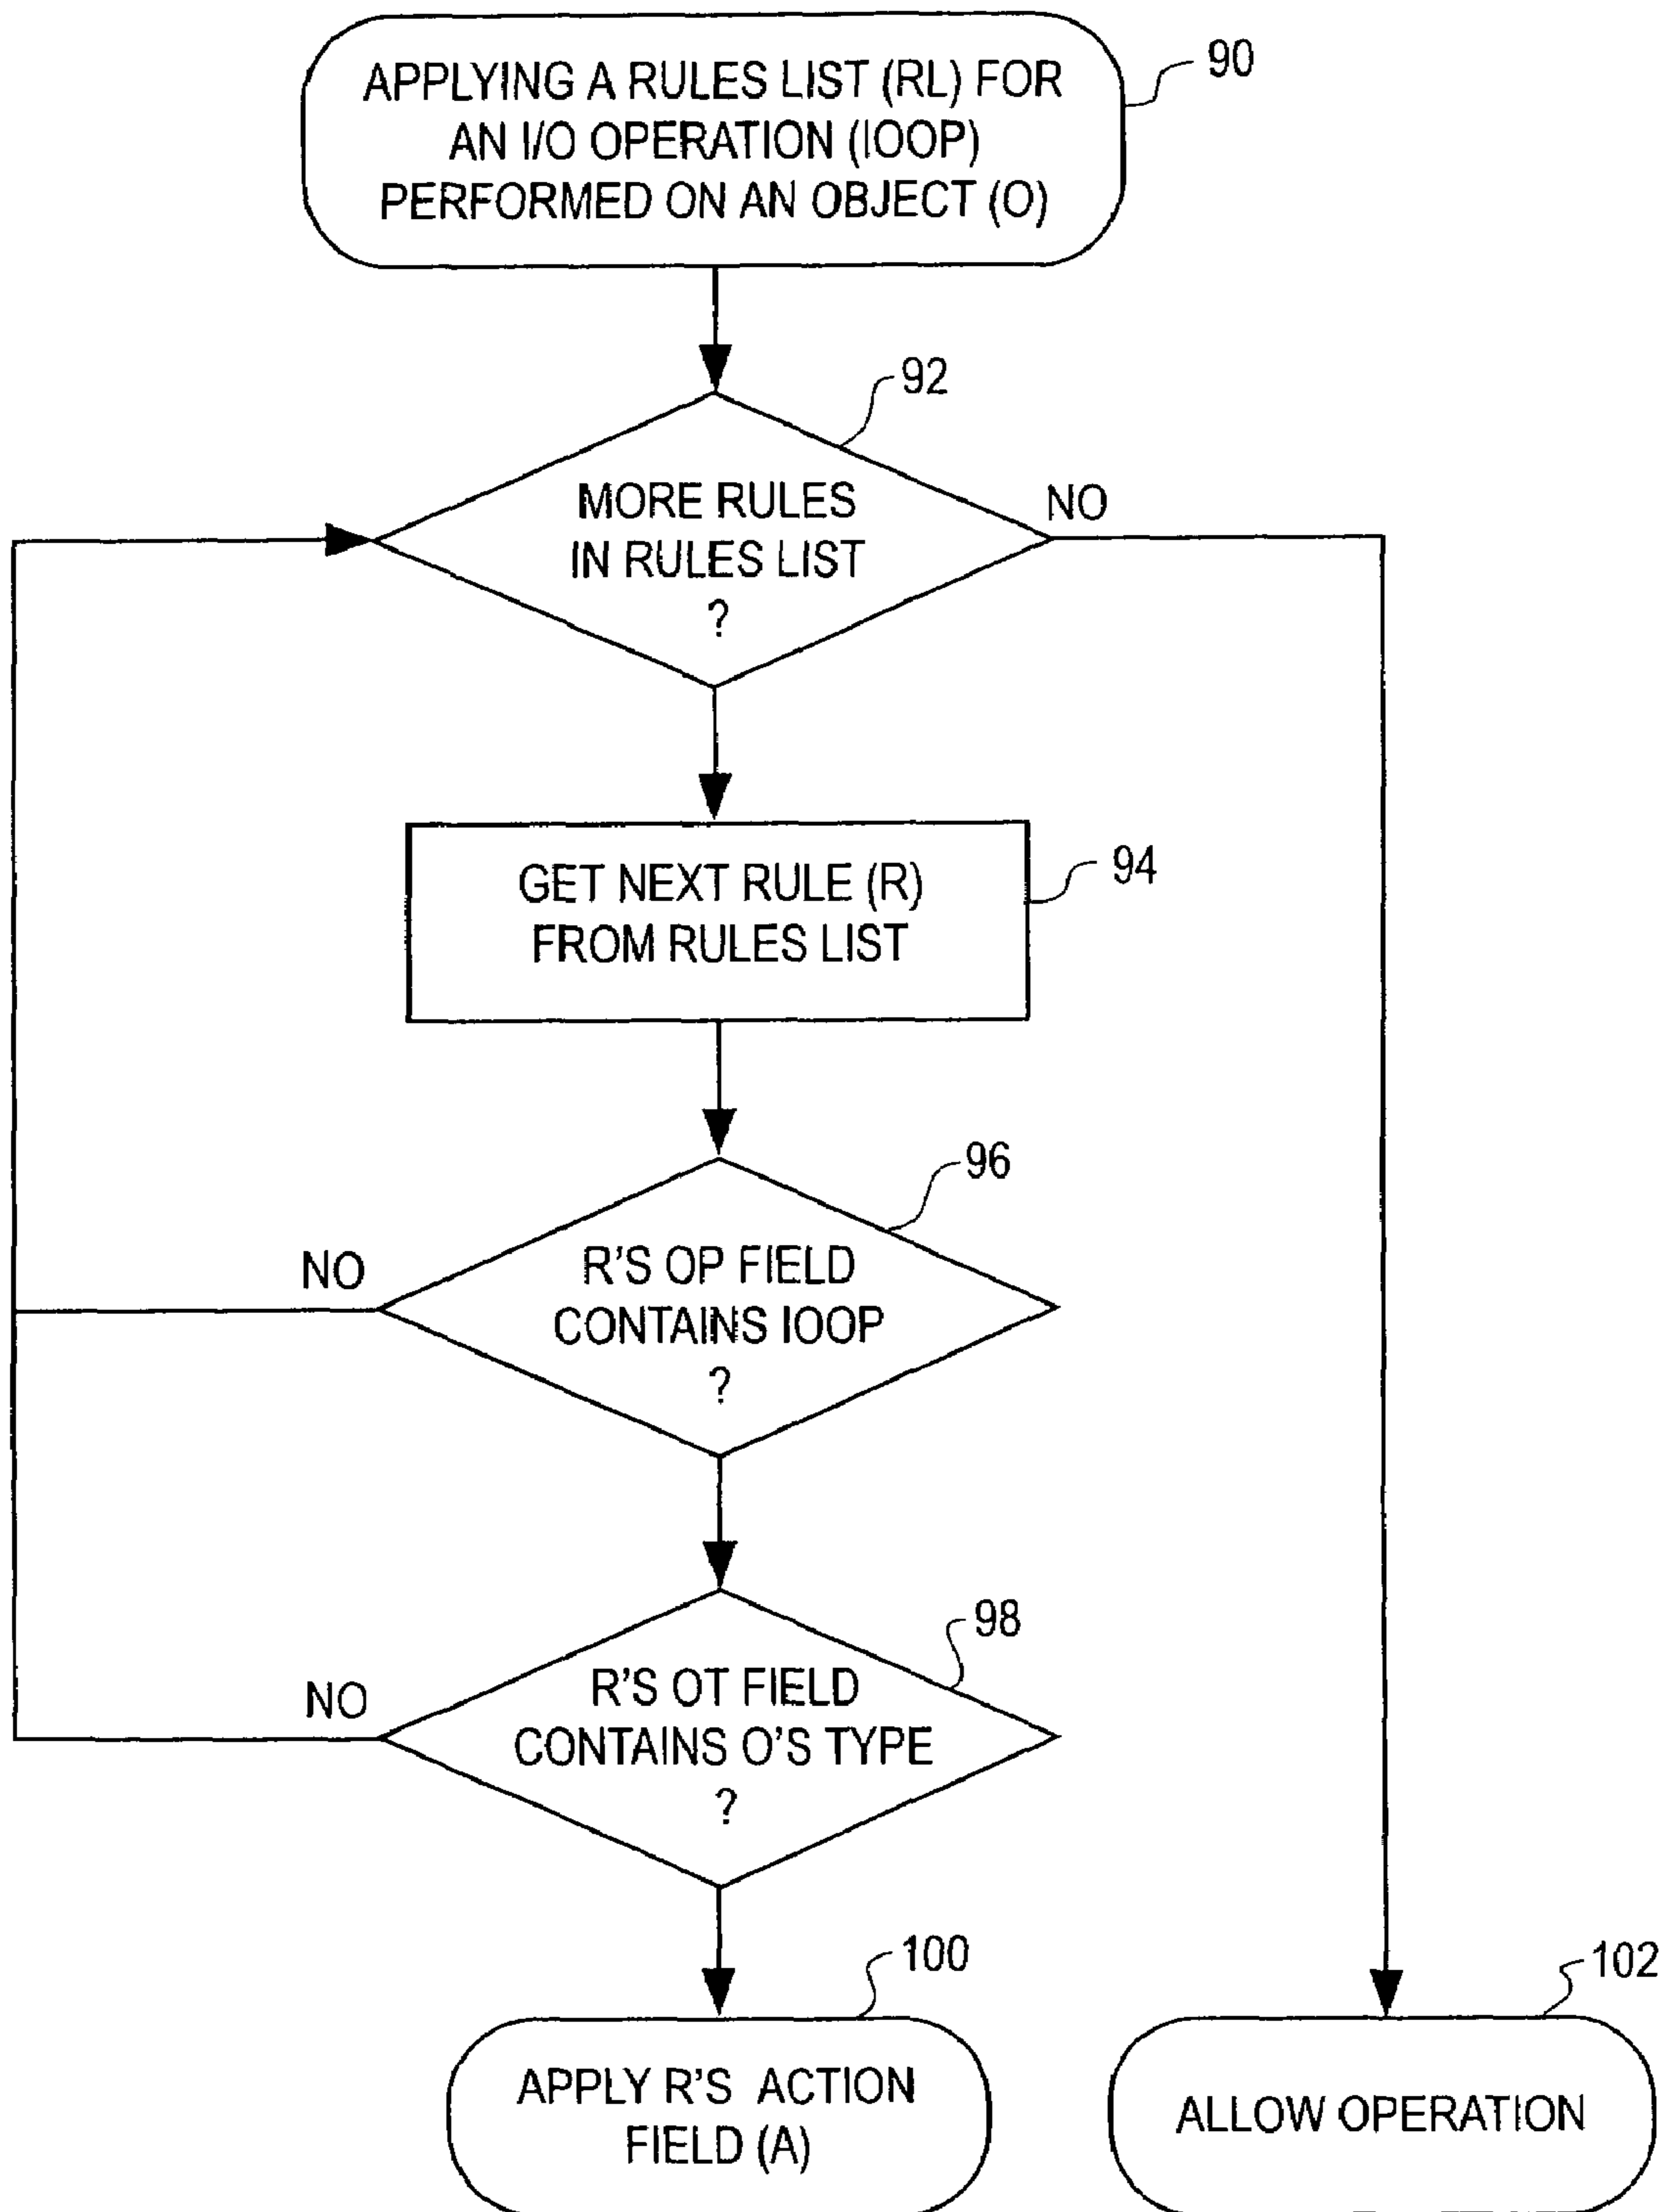 APPLYING A RULES LIST (RL) FOR
AN I/O OPERATION (IOOP)
PERFORMED ON AN OBJECT (O)
90
92
MORE RULES
IN RULES LIST
?
NO
94
GET NEXT RULE (R)
FROM RULES LIST
96
R'S OP FIELD
CONTAINS IOOP
?
NO
98
R'S OT FIELD
CONTAINS O'S TYPE
?
NO
100
APPLY R'S ACTION
FIELD (A)
102
ALLOW OPERATION